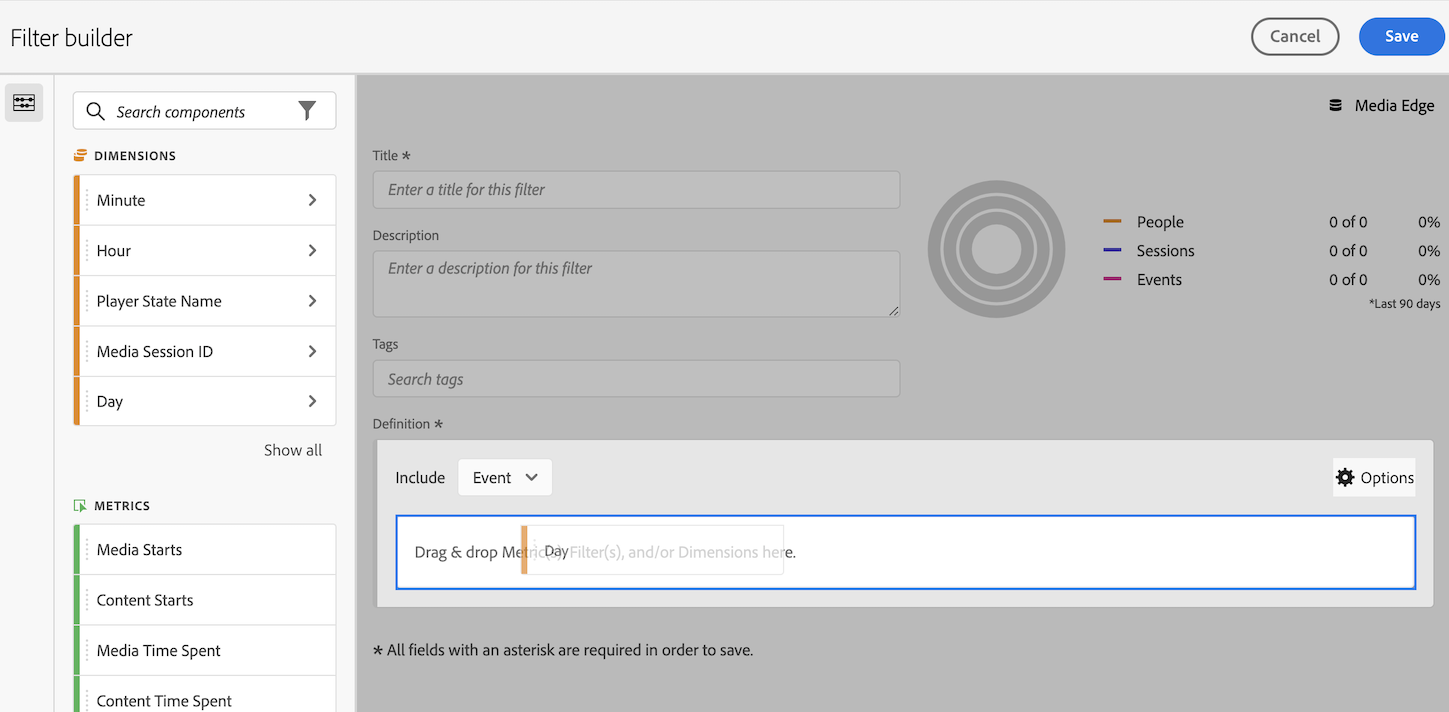 Filter builder
Cancel
Save
Search components
DIMENSIONS
Minute
Hour
Player State Name
Media Session ID
Day
Show all
METRICS
Media Starts
Content Starts
Media Time Spent
Content Time Spent
Media Edge
Title *
Enter a title for this filter
Description
Enter a description for this filter
Tags
Search tags
People 0 of 0 0%
Sessions 0 of 0 0%
Events 0 of 0 0%
*Last 90 days
Definition *
Include Event
Options
Drag & drop Metric(s), Filter(s), and/or Dimensions here.
Day
* All fields with an asterisk are required in order to save.